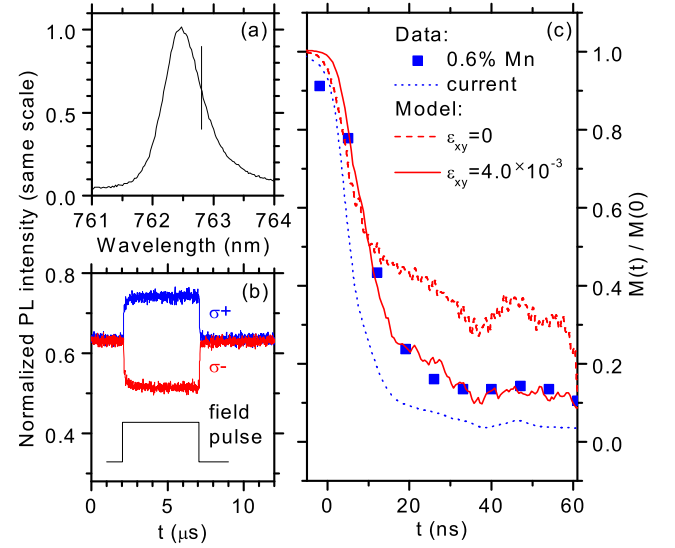 (a)
1.0
0.5
0.0
761 762 763 764
Wavelength (nm)
Normalized PL intensity (same scale)
(b)
0.8
0.6
0.4
σ+
σ-
field
pulse
0 6 12
t (μs)
(c)
Data:
0.6% Mn
current
Model:
ε_xy=0
ε_xy=4.0×10^-3
1.0
0.8
0.6
0.4
0.2
0.0
M(t) / M(0)
0 20 40 60
t (ns)